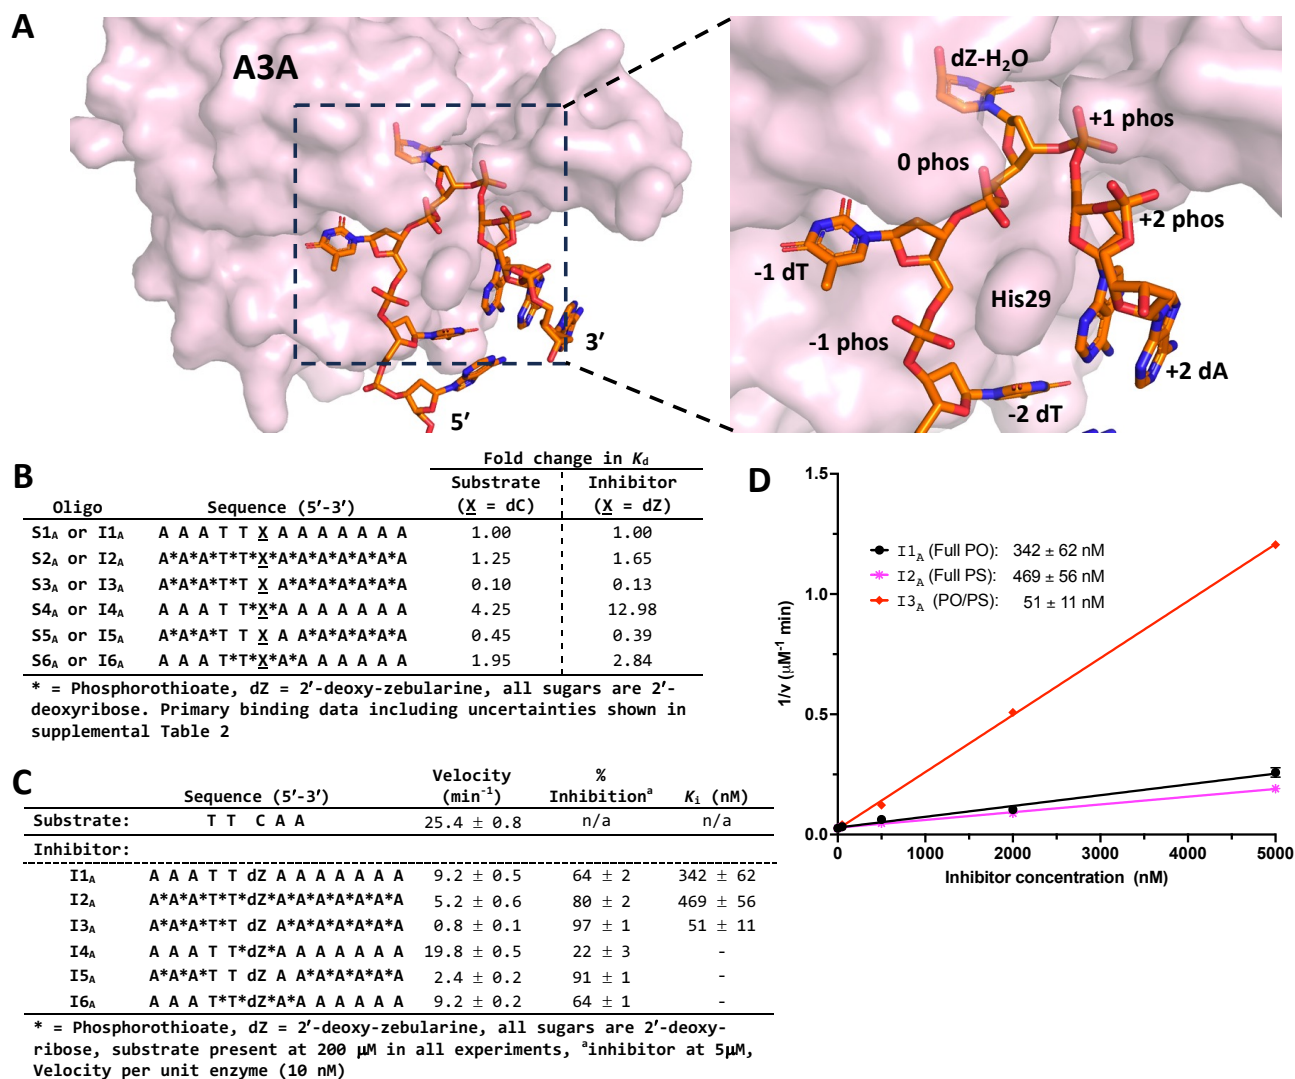 A
A3A
5′
3′
dZ-H₂O
+1 phos
0 phos
+2 phos
-1 dT
His29
-1 phos
+2 dA
-2 dT
B
Fold change in Kd
Oligo Sequence (5′-3′) Substrate (X = dC) Inhibitor (X = dZ)
S1A or I1A A A A T T X A A A A A A A 1.00 1.00
S2A or I2A A*A*A*T*T*X*A*A*A*A*A*A*A 1.25 1.65
S3A or I3A A*A*A*T*T X A*A*A*A*A*A*A 0.10 0.13
S4A or I4A A A A T T*X*A A A A A A A 4.25 12.98
S5A or I5A A*A*A*T T X A A*A*A*A*A*A 0.45 0.39
S6A or I6A A A A T*T*X*A*A A A A A A 1.95 2.84
* = Phosphorothioate, dZ = 2′-deoxy-zebularine, all sugars are 2′-
deoxyribose. Primary binding data including uncertainties shown in
supplemental Table 2
C
Sequence (5′-3′) Velocity (min⁻¹) % Inhibitionᵃ Ki (nM)
Substrate: T T C A A 25.4 ± 0.8 n/a n/a
Inhibitor:
I1A A A A T T dZ A A A A A A A 9.2 ± 0.5 64 ± 2 342 ± 62
I2A A*A*A*T*T*dZ*A*A*A*A*A*A*A 5.2 ± 0.6 80 ± 2 469 ± 56
I3A A*A*A*T*T dZ A*A*A*A*A*A*A 0.8 ± 0.1 97 ± 1 51 ± 11
I4A A A A T T*dZ*A A A A A A A 19.8 ± 0.5 22 ± 3 -
I5A A*A*A*T T dZ A A*A*A*A*A*A 2.4 ± 0.2 91 ± 1 -
I6A A A A T*T*dZ*A*A A A A A A 9.2 ± 0.2 64 ± 1 -
* = Phosphorothioate, dZ = 2′-deoxy-zebularine, all sugars are 2′-deoxy-
ribose, substrate present at 200 µM in all experiments, ᵃinhibitor at 5µM,
Velocity per unit enzyme (10 nM)
D
1/v (µM⁻¹ min)
1.5
1.0
0.5
0.0
I1A (Full PO): 342 ± 62 nM
I2A (Full PS): 469 ± 56 nM
I3A (PO/PS): 51 ± 11 nM
0 1000 2000 3000 4000 5000
Inhibitor concentration (nM)